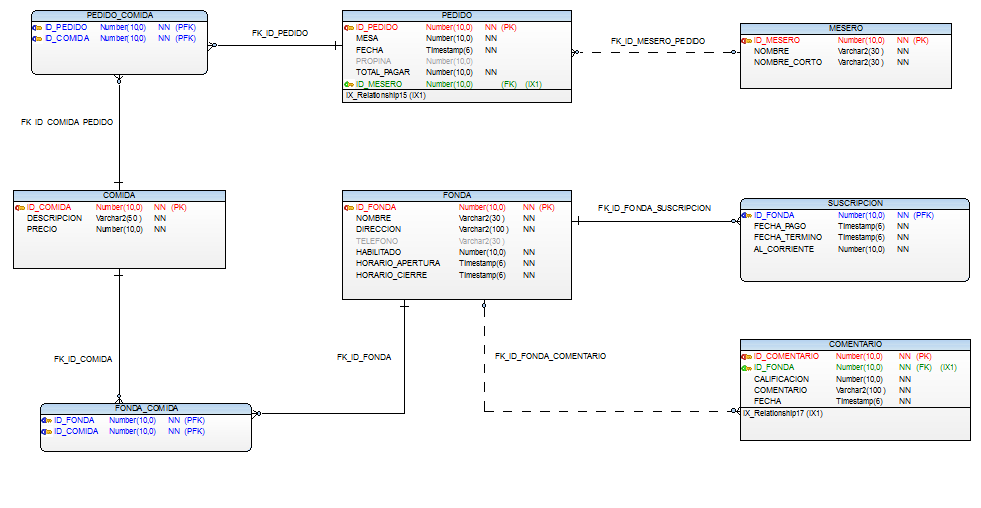 PEDIDO_COMIDA
ID_PEDIDO Number(10,0) NN (PFK)
ID_COMIDA Number(10,0) NN (PFK)
FK_ID_PEDIDO
PEDIDO
ID_PEDIDO Number(10,0) NN (PK)
MESA Number(10,0) NN
FECHA Timestamp(6) NN
PROPINA Number(10,0)
TOTAL_PAGAR Number(10,0) NN
ID_MESERO Number(10,0) (FK) (IX1)
IX_Relationship15 (IX1)
FK_ID_MESERO_PEDIDO
MESERO
ID_MESERO Number(10,0) NN (PK)
NOMBRE Varchar2(30 ) NN
NOMBRE_CORTO Varchar2(30 ) NN
FK_ID_COMIDA_PEDIDO
COMIDA
ID_COMIDA Number(10,0) NN (PK)
DESCRIPCION Varchar2(50 ) NN
PRECIO Number(10,0) NN
FONDA
ID_FONDA Number(10,0) NN (PK)
NOMBRE Varchar2(30 ) NN
DIRECCION Varchar2(100 ) NN
TELEFONO Varchar2(30 )
HABILITADO Number(10,0) NN
HORARIO_APERTURA Timestamp(6) NN
HORARIO_CIERRE Timestamp(6) NN
FK_ID_FONDA_SUSCRIPCION
SUSCRIPCION
ID_FONDA Number(10,0) NN (PFK)
FECHA_PAGO Timestamp(6) NN
FECHA_TERMINO Timestamp(6) NN
AL_CORRIENTE Number(10,0) NN
FK_ID_COMIDA
FK_ID_FONDA
FK_ID_FONDA_COMENTARIO
COMENTARIO
ID_COMENTARIO Number(10,0) NN (PK)
ID_FONDA Number(10,0) NN (FK) (IX1)
CALIFICACION Number(10,0) NN
COMENTARIO Varchar2(100 ) NN
FECHA Timestamp(6) NN
IX_Relationship17 (IX1)
FONDA_COMIDA
ID_FONDA Number(10,0) NN (PFK)
ID_COMIDA Number(10,0) NN (PFK)